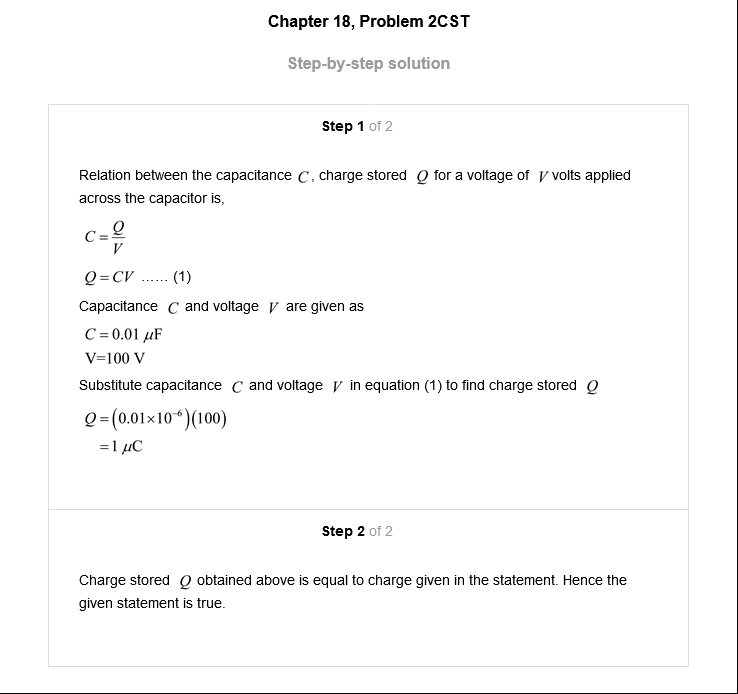 Chapter 18, Problem 2CST
Step-by-step solution
Step 1 of 2
Relation between the capacitance C, charge stored Q for a voltage of V volts applied
across the capacitor is,
C = Q/V
Q = CV ...... (1)
Capacitance C and voltage V are given as
C = 0.01 μF
V=100 V
Substitute capacitance C and voltage V in equation (1) to find charge stored Q
Q = (0.01×10⁻⁶)(100)
= 1 μC
Step 2 of 2
Charge stored Q obtained above is equal to charge given in the statement. Hence the
given statement is true.